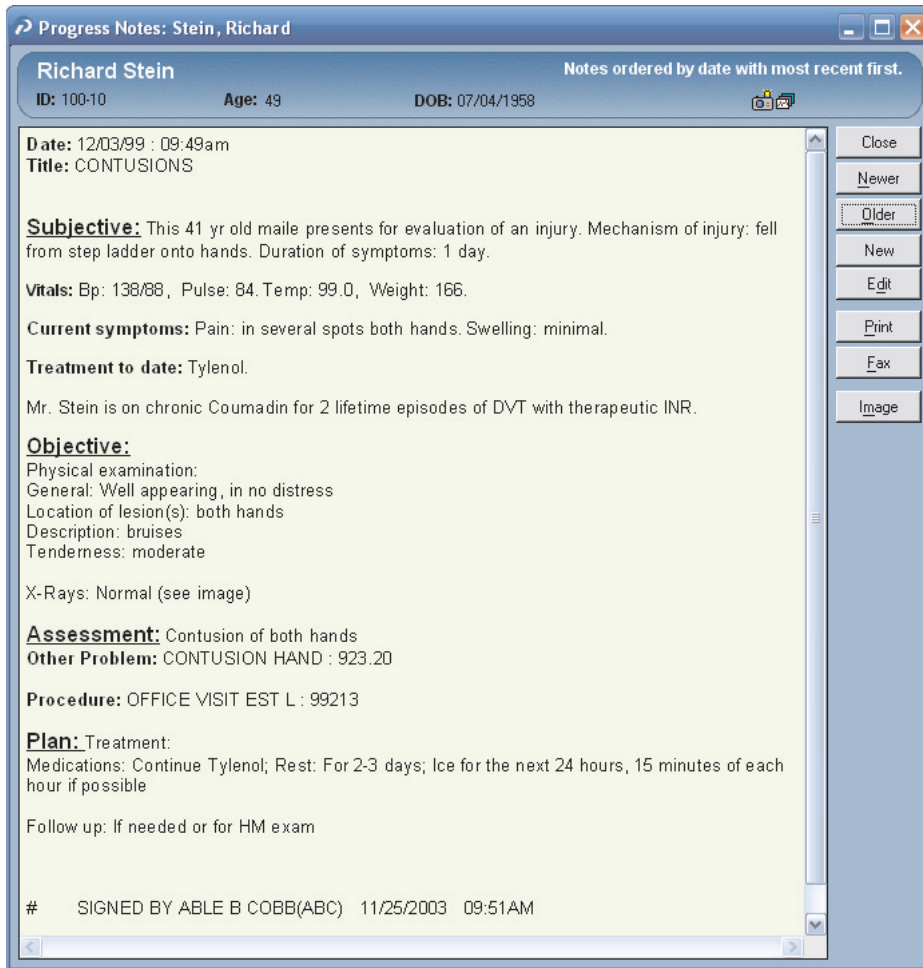 Progress Notes: Stein, Richard
Richard Stein
Notes ordered by date with most recent first.
ID: 100-10 Age: 49 DOB: 07/04/1958
Date: 12/03/99 : 09:49am
Title: CONTUSIONS
Subjective: This 41 yr old maile presents for evaluation of an injury. Mechanism of injury: fell
from step ladder onto hands. Duration of symptoms: 1 day.
Vitals: Bp: 138/88, Pulse: 84. Temp: 99.0, Weight: 166.
Current symptoms: Pain: in several spots both hands. Swelling: minimal.
Treatment to date: Tylenol.
Mr. Stein is on chronic Coumadin for 2 lifetime episodes of DVT with therapeutic INR.
Objective:
Physical examination:
General: Well appearing, in no distress
Location of lesion(s): both hands
Description: bruises
Tenderness: moderate
X-Rays: Normal (see image)
Assessment: Contusion of both hands
Other Problem: CONTUSION HAND : 923.20
Procedure: OFFICE VISIT EST L : 99213
Plan: Treatment:
Medications: Continue Tylenol; Rest: For 2-3 days; Ice for the next 24 hours, 15 minutes of each
hour if possible
Follow up: If needed or for HM exam
# SIGNED BY ABLE B COBB(ABC) 11/25/2003 09:51AM
Close
Newer
Older
New
Edit
Print
Fax
Image